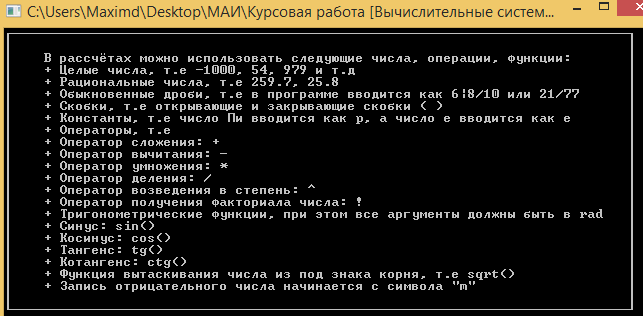 C:\Users\Maximd\Desktop\МАИ\Курсовая работа [Вычислительные систем...
В рассчётах можно использовать следующие числа, операции, функции:
+ Целые числа, т.е -1000, 54, 979 и т.д
+ Рациональные числа, т.е 259.7, 25.8
+ Обыкновенные дроби, т.е в программе вводится как 6|8/10 или 21/77
+ Скобки, т.е открывающие и закрывающие скобки ( )
+ Константы, т.е число Пи вводится как p, а число e вводится как e
+ Операторы, т.е
+ Оператор сложения: +
+ Оператор вычитания: -
+ Оператор умножения: *
+ Оператор деления: /
+ Оператор возведения в степень: ^
+ Оператор получения факториала числа: !
+ Тригонометрические функции, при этом все аргументы должны быть в rad
+ Синус: sin()
+ Косинус: cos()
+ Тангенс: tg()
+ Котангенс: ctg()
+ Функция вытаскивания числа из под знака корня, т.е sqrt()
+ Запись отрицательного числа начинается с символа "m"